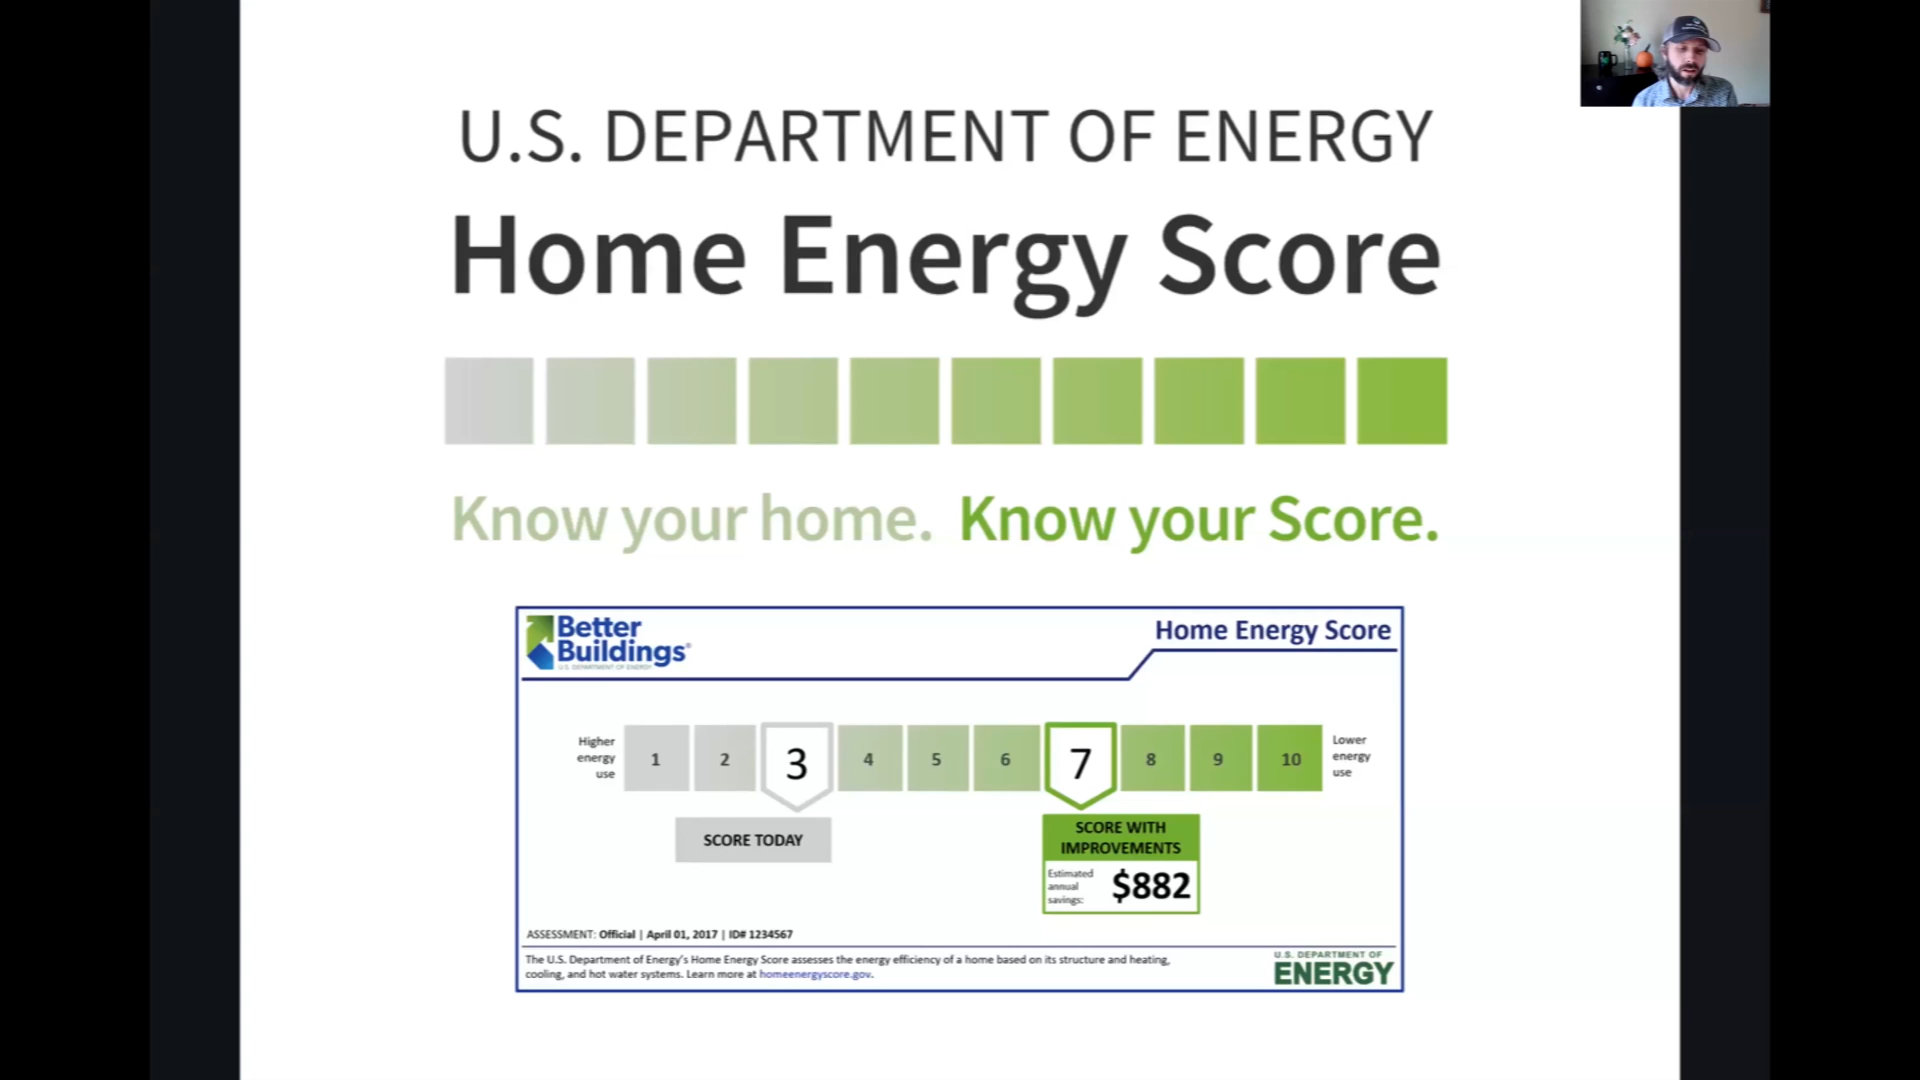 U.S. DEPARTMENT OF ENERGY
Home Energy Score
Know your home. Know your Score.
Better
Buildings®
U.S. DEPARTMENT OF ENERGY
Home Energy Score
Higher
energy
use
1 2 3 4 5 6 7 8 9 10
Lower
energy
use
SCORE TODAY
SCORE WITH
IMPROVEMENTS
Estimated
annual
savings:
$882
ASSESSMENT: Official | April 01, 2017 | ID# 1234567
The U.S. Department of Energy's Home Energy Score assesses the energy efficiency of a home based on its structure and heating,
cooling, and hot water systems. Learn more at homeenergyscore.gov.
U.S. DEPARTMENT OF
ENERGY